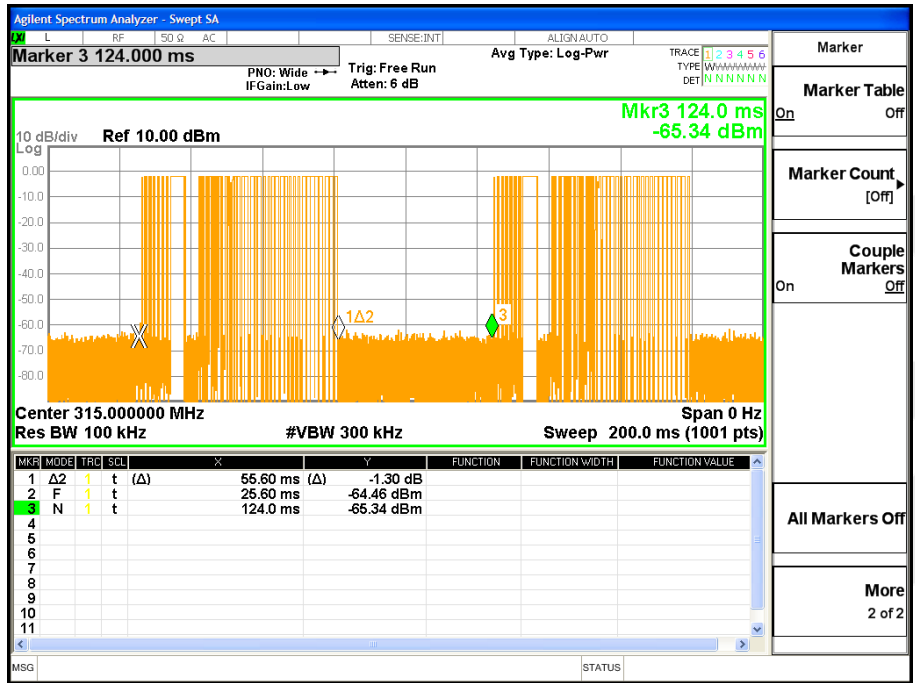 Agilent Spectrum Analyzer - Swept SA
LXI L RF 50 Ω AC SENSE:INT ALIGN AUTO
Marker 3 124.000 ms
PNO: Wide
IFGain:Low
Trig: Free Run
Atten: 6 dB
Avg Type: Log-Pwr
TRACE 1 2 3 4 5 6
TYPE
DET N N N N N N
Mkr3 124.0 ms
-65.34 dBm
10 dB/div Ref 10.00 dBm
Log
0.00
-10.0
-20.0
-30.0
-40.0
-50.0
-60.0
-70.0
-80.0
X
1Δ2
3
Center 315.000000 MHz Span 0 Hz
Res BW 100 kHz #VBW 300 kHz Sweep 200.0 ms (1001 pts)
MKR MODE TRC SCL X Y FUNCTION FUNCTION WIDTH FUNCTION VALUE
1 Δ2 1 t (Δ) 55.60 ms (Δ) -1.30 dB
2 F 1 t 25.60 ms -64.46 dBm
3 N 1 t 124.0 ms -65.34 dBm
4
5
6
7
8
9
10
11
MSG STATUS
Marker
Marker Table
On Off
Marker Count
[Off]
Couple
Markers
On Off
All Markers Off
More
2 of 2